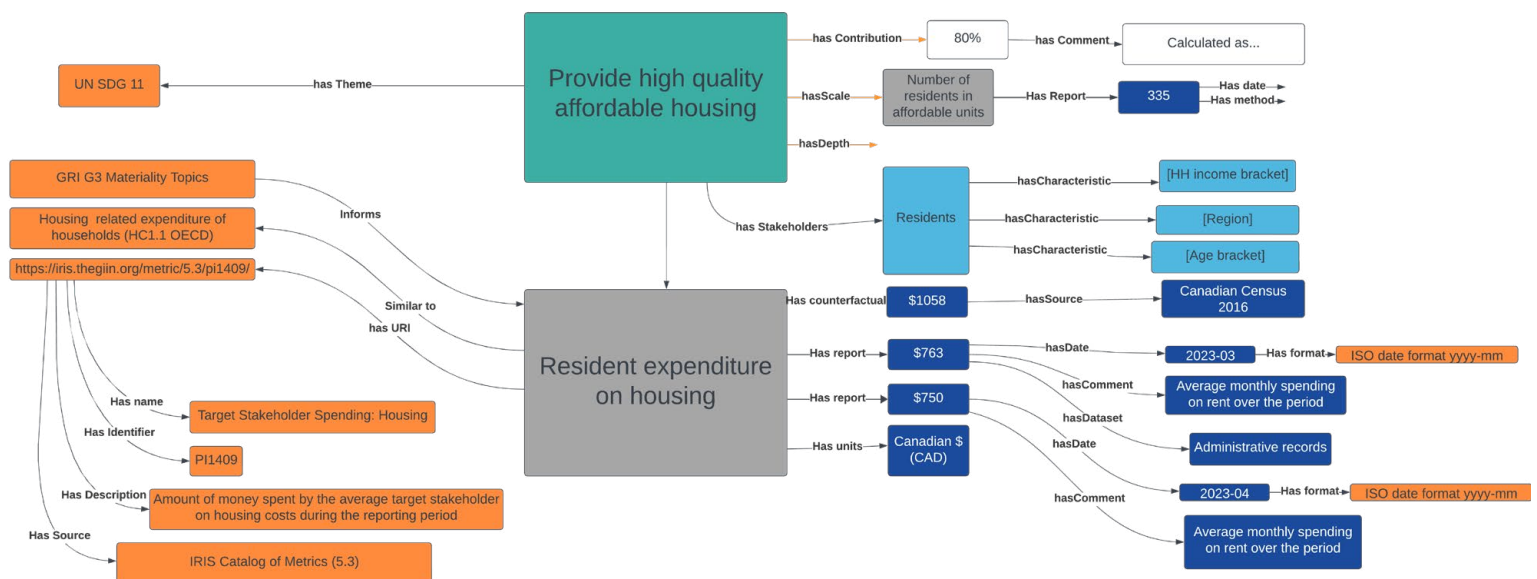 Provide high quality
affordable housing
has Theme
UN SDG 11
has Contribution
80%
has Comment
Calculated as...
hasScale
Number of
residents in
affordable units
Has Report
335
Has date
Has method
hasDepth
has Stakeholders
Residents
hasCharacteristic
[HH income bracket]
hasCharacteristic
[Region]
hasCharacteristic
[Age bracket]
GRI G3 Materiality Topics
Informs
Housing related expenditure of
households (HC1.1 OECD)
Similar to
https://iris.thegiin.org/metric/5.3/pi1409/
has URI
Resident expenditure
on housing
Has counterfactual
$1058
hasSource
Canadian Census
2016
Has report
$763
hasDate
2023-03
Has format
ISO date format yyyy-mm
hasComment
Average monthly spending
on rent over the period
hasDataset
Administrative records
Has report
$750
hasDate
2023-04
Has format
ISO date format yyyy-mm
hasComment
Average monthly spending
on rent over the period
Has units
Canadian $
(CAD)
Has name
Target Stakeholder Spending: Housing
Has Identifier
PI1409
Has Description
Amount of money spent by the average target stakeholder
on housing costs during the reporting period
Has Source
IRIS Catalog of Metrics (5.3)